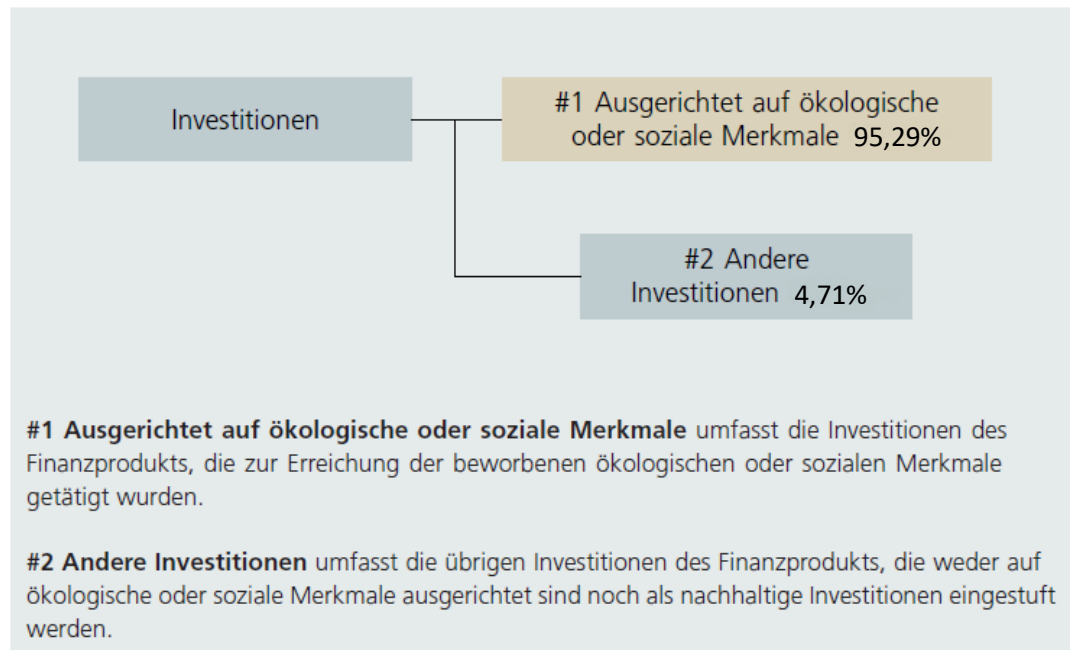 Investitionen
#1 Ausgerichtet auf ökologische
oder soziale Merkmale 95,29%
#2 Andere
Investitionen 4,71%
#1 Ausgerichtet auf ökologische oder soziale Merkmale umfasst die Investitionen des
Finanzprodukts, die zur Erreichung der beworbenen ökologischen oder sozialen Merkmale
getätigt wurden.
#2 Andere Investitionen umfasst die übrigen Investitionen des Finanzprodukts, die weder auf
ökologische oder soziale Merkmale ausgerichtet sind noch als nachhaltige Investitionen eingestuft
werden.